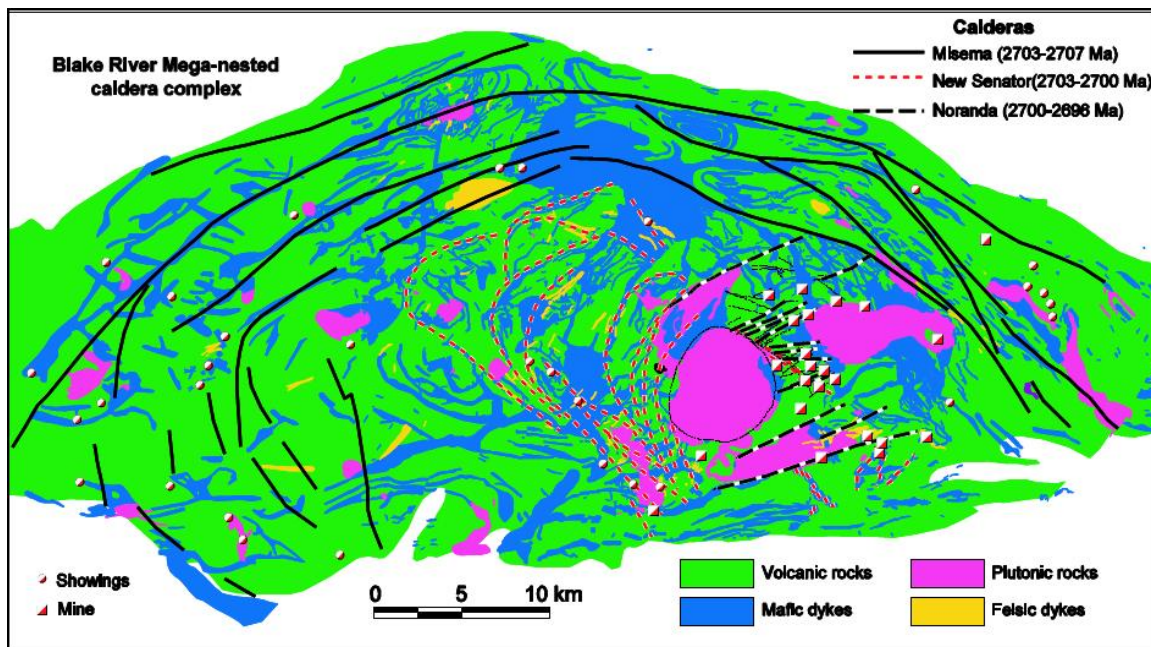 Blake River Mega-nested
caldera complex
Calderas
Misema (2703-2707 Ma)
New Senator(2703-2700 Ma)
Noranda (2700-2696 Ma)
Showings
Mine
0 5 10 km
Volcanic rocks
Mafic dykes
Plutonic rocks
Felsic dykes